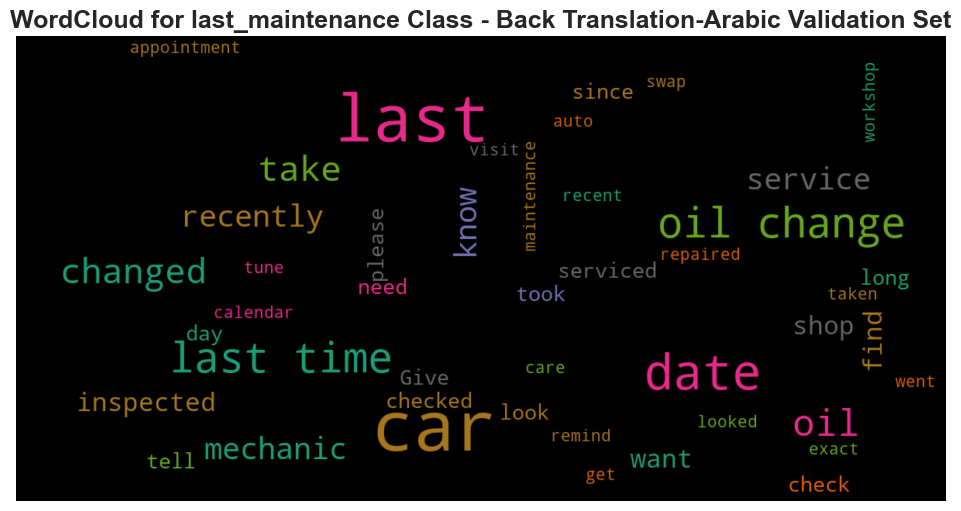 WordCloud for last_maintenance Class - Back Translation-Arabic Validation Set
appointment
swap
since
workshop
last
auto
visit
take
maintenance
service
recent
know
recently
please
oil change
repaired
changed
tune
serviced
long
need
took
taken
calendar
shop
day
find
last time
care
date
Give
went
inspected
checked
look
car
looked
oil
remind
mechanic
exact
tell
want
get
check